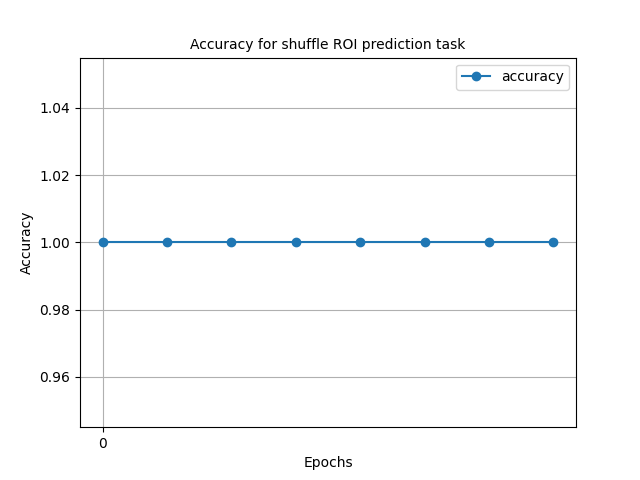 Accuracy for shuffle ROI prediction task
accuracy
1.04
1.02
1.00
0.98
0.96
Accuracy
0
Epochs